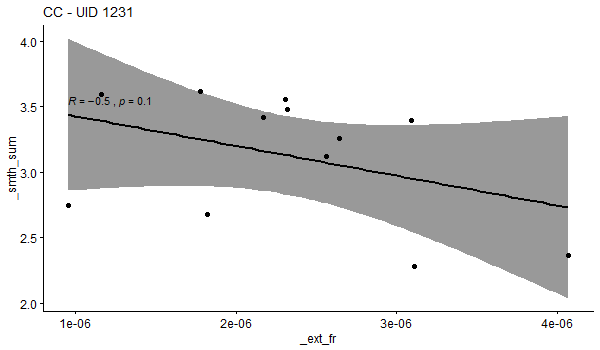 CC - UID 1231
4.0
3.5
3.0
2.5
2.0
_smth_sum
R = −0.5 , p = 0.1
1e-06
2e-06
3e-06
4e-06
_ext_fr